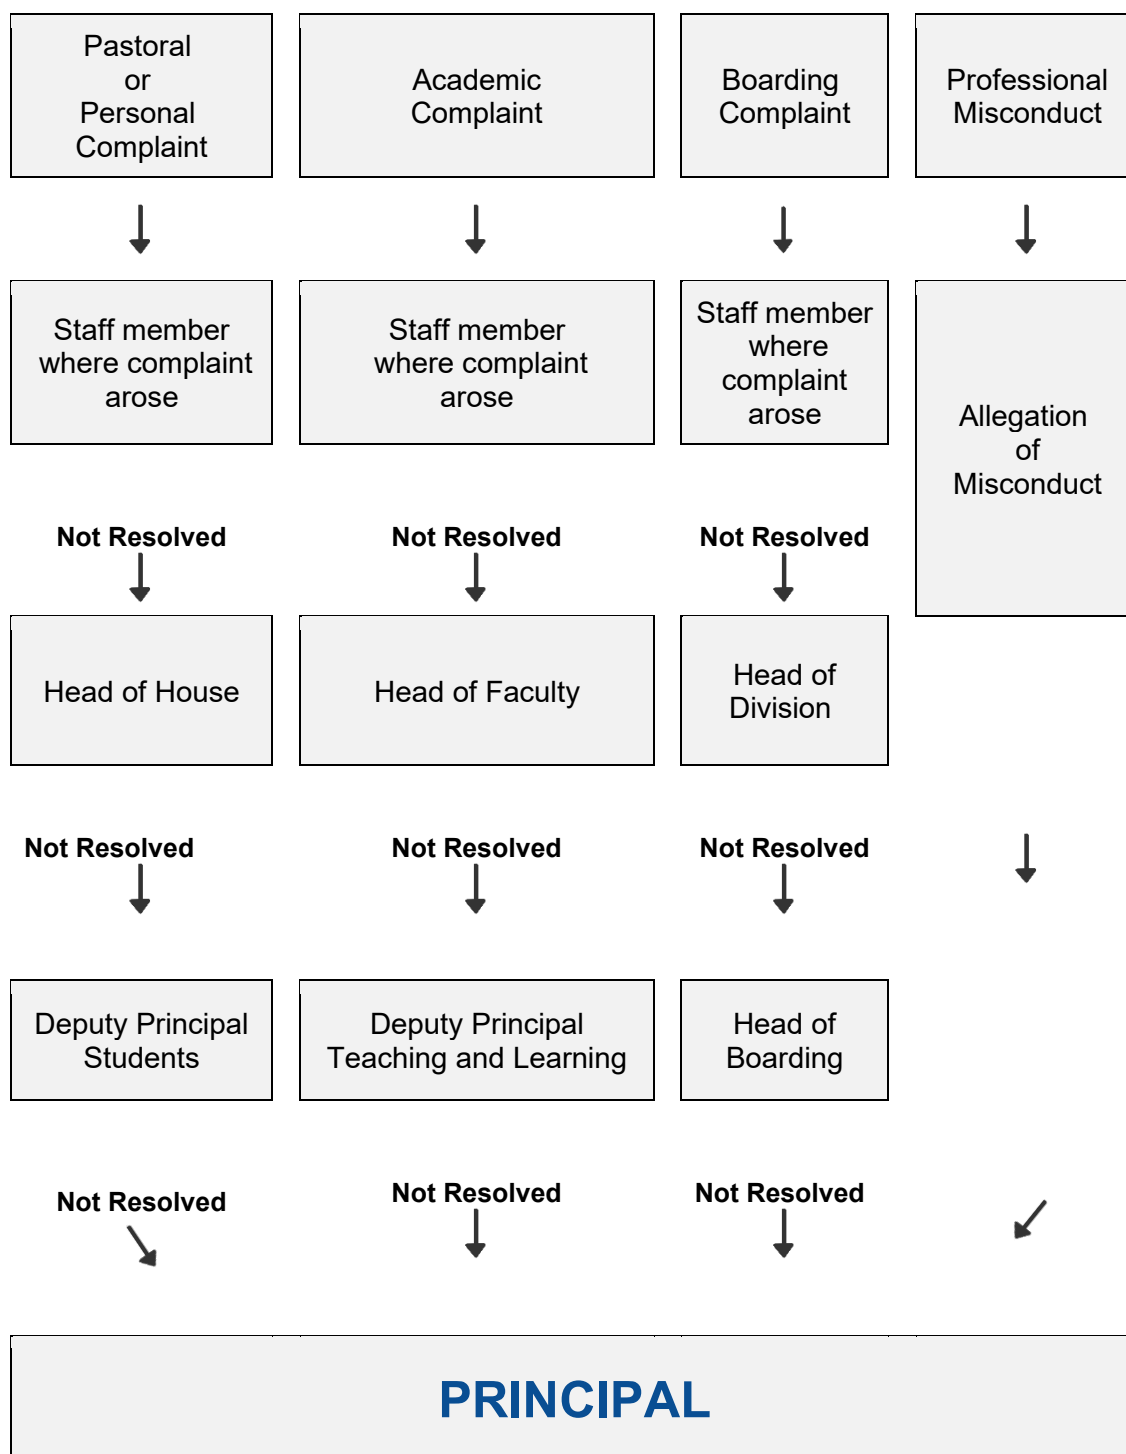 Pastoral
or
Personal
Complaint
Academic
Complaint
Boarding
Complaint
Professional
Misconduct
Staff member
where complaint
arose
Staff member
where complaint
arose
Staff member
where
complaint
arose
Allegation
of
Misconduct
Not Resolved
Not Resolved
Not Resolved
Head of House
Head of Faculty
Head of
Division
Not Resolved
Not Resolved
Not Resolved
Deputy Principal
Students
Deputy Principal
Teaching and Learning
Head of
Boarding
Not Resolved
Not Resolved
Not Resolved
PRINCIPAL